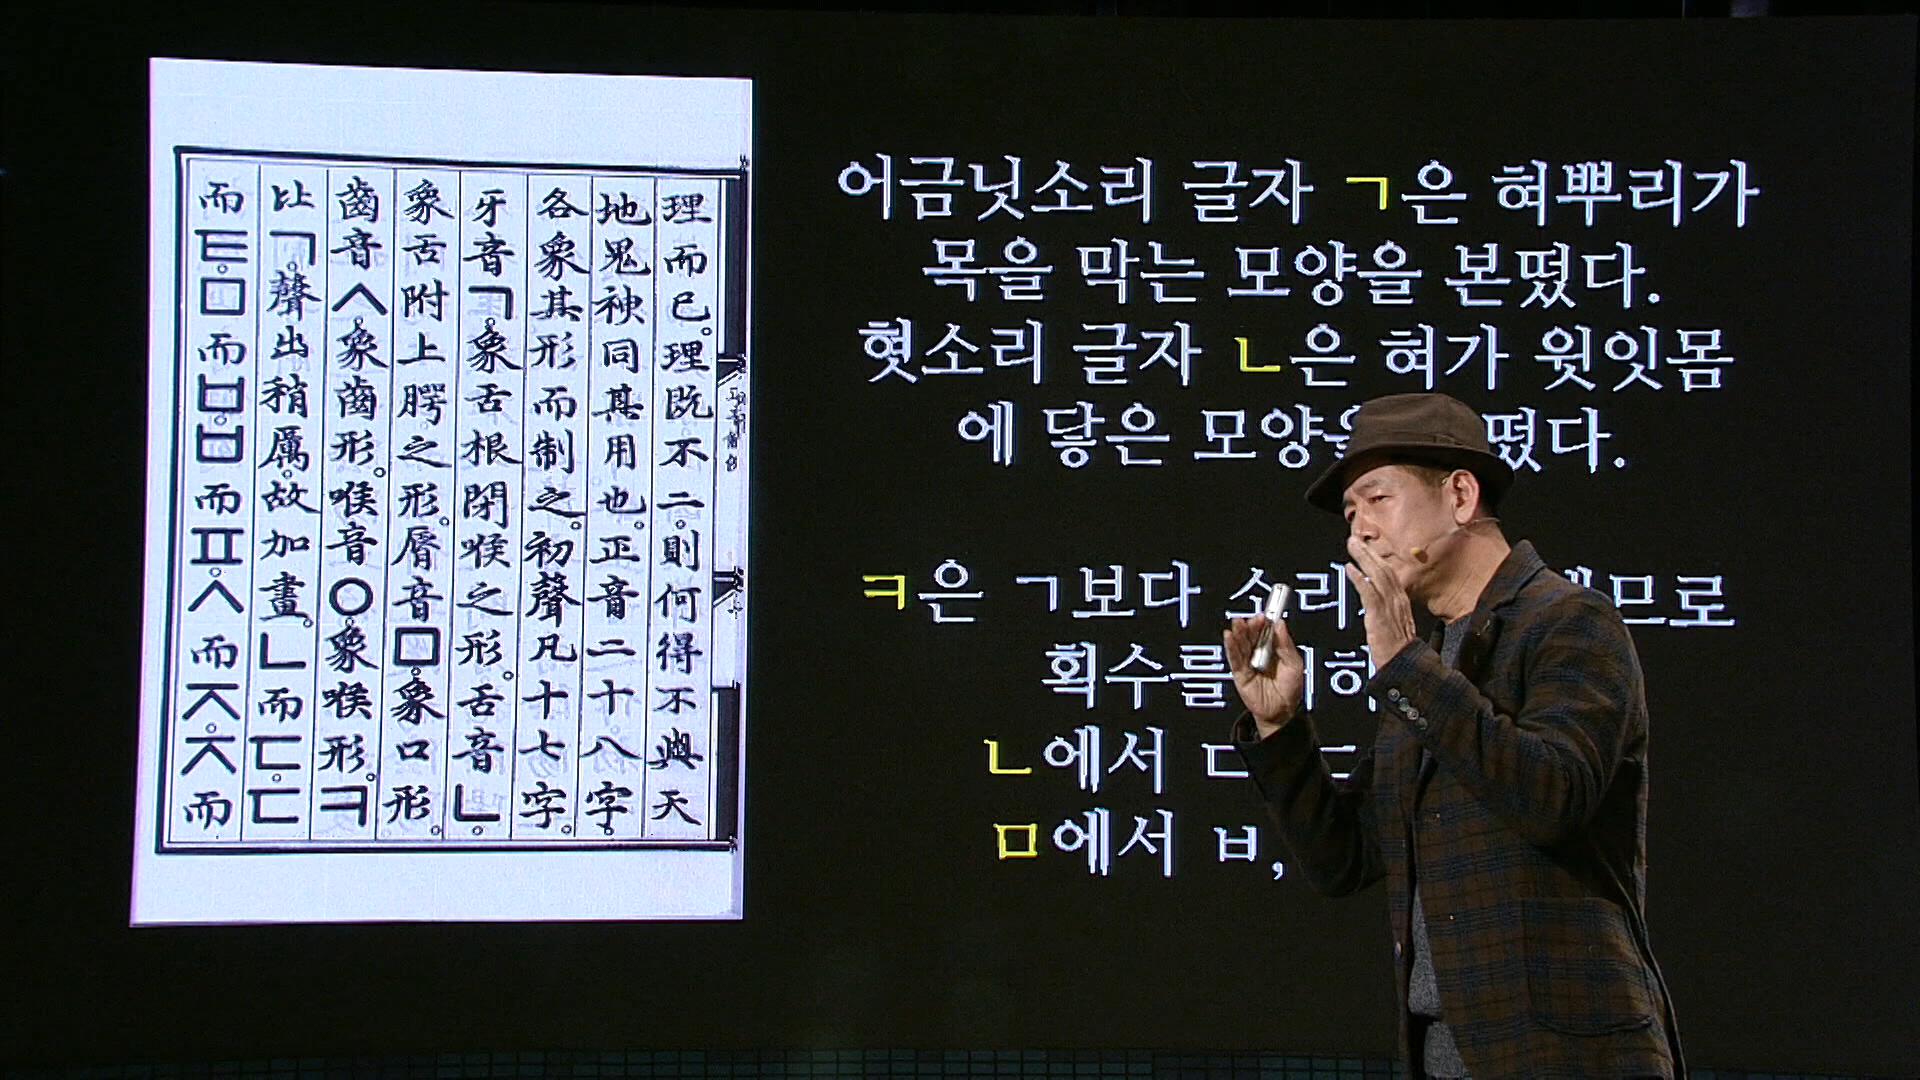 理而已理既不二則何得不與天
地鬼神同其用也正音二十八字
各象其形而制之初聲凡十七字
牙音ㄱ象舌根閉喉之形舌音ㄴ
象舌附上腭之形脣音ㅁ象口形
齒音ㅅ象齒形喉音ㅇ象喉形ㅋ
比ㄱ聲出稍厲故加畫ㄴ而ㄷㄷ
而ㅌㅁ而ㅂㅂ而ㅍㅅ而ㅈㅈ而
어금닛소리 글자 ㄱ은 혀뿌리가
목을 막는 모양을 본떴다.
혓소리 글자 ㄴ은 혀가 윗잇몸
에 닿은 모양을 떴다.
ㅋ은 ㄱ보다 소리 므로
획수를
ㄴ에서 ㄷ
ㅁ에서 ㅂ,